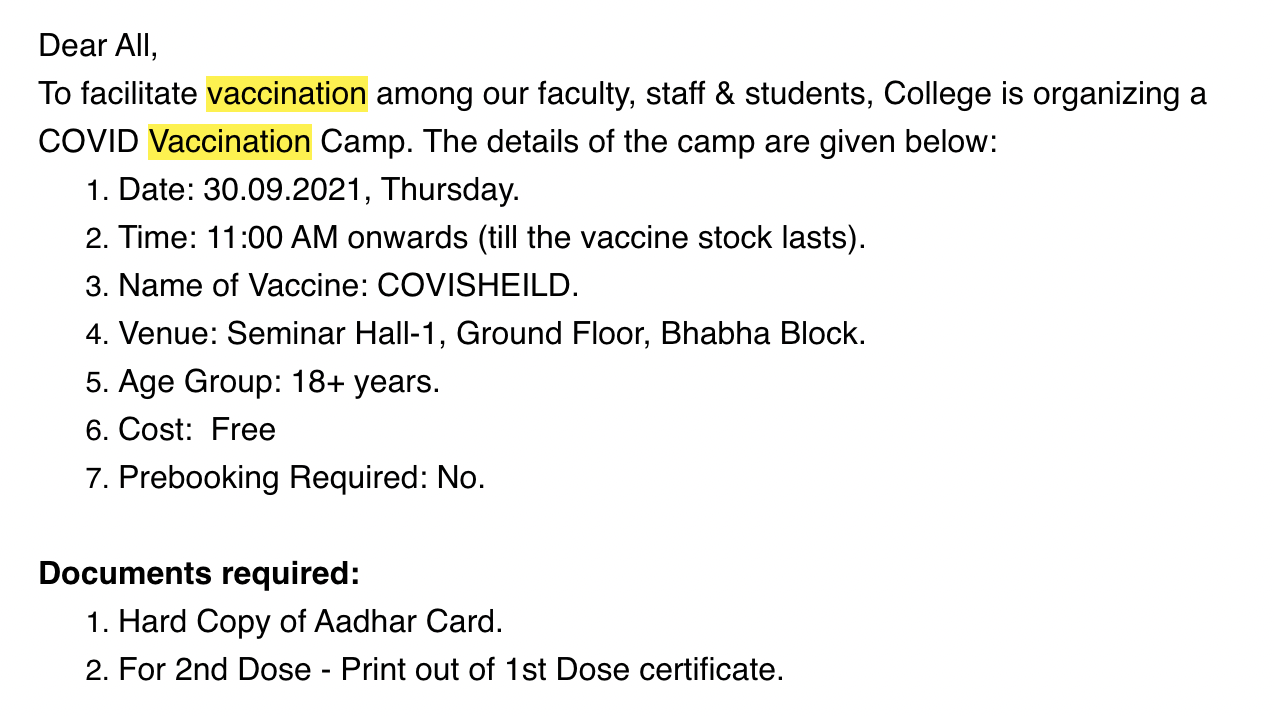 Dear All,
To facilitate vaccination among our faculty, staff & students, College is organizing a
COVID Vaccination Camp. The details of the camp are given below:
1. Date: 30.09.2021, Thursday.
2. Time: 11:00 AM onwards (till the vaccine stock lasts).
3. Name of Vaccine: COVISHEILD.
4. Venue: Seminar Hall-1, Ground Floor, Bhabha Block.
5. Age Group: 18+ years.
6. Cost:  Free
7. Prebooking Required: No.
Documents required:
1. Hard Copy of Aadhar Card.
2. For 2nd Dose - Print out of 1st Dose certificate.